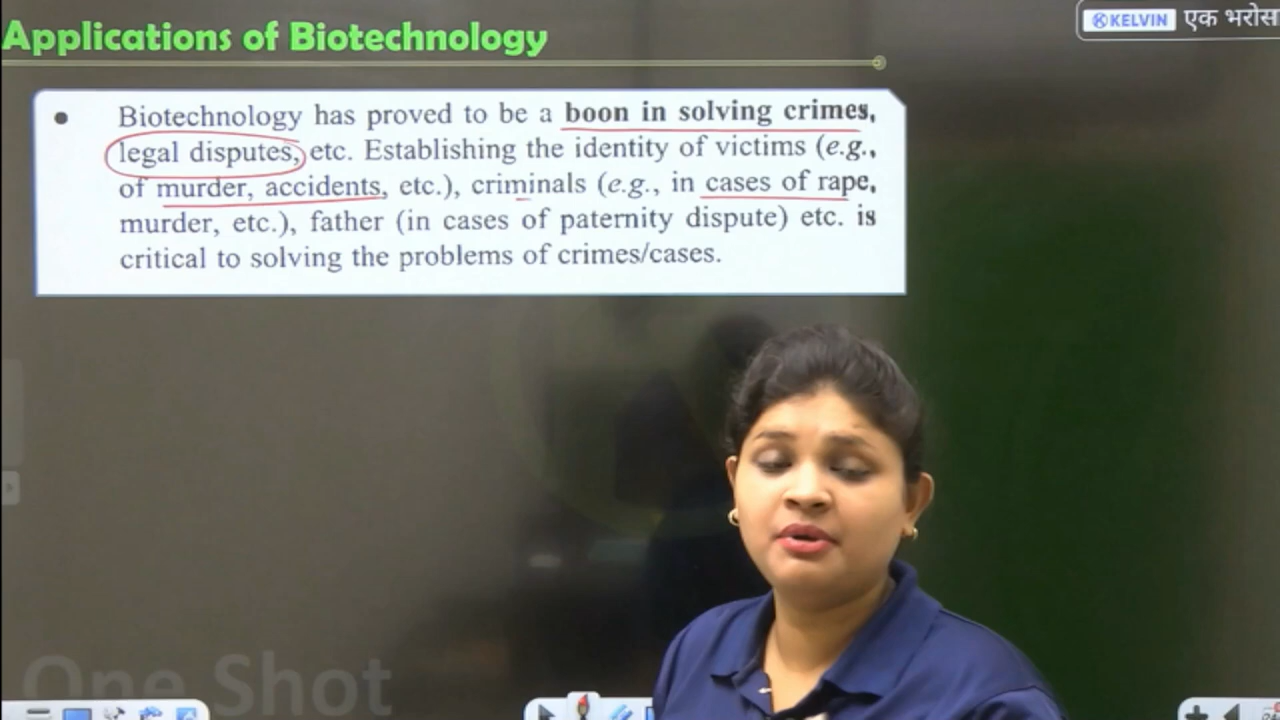 Applications of Biotechnology
KELVIN एक भरोस
• Biotechnology has proved to be a boon in solving crimes,
legal disputes, etc. Establishing the identity of victims (e.g.,
of murder, accidents, etc.), criminals (e.g., in cases of rape,
murder, etc.), father (in cases of paternity dispute) etc. is
critical to solving the problems of crimes/cases.
One Shot